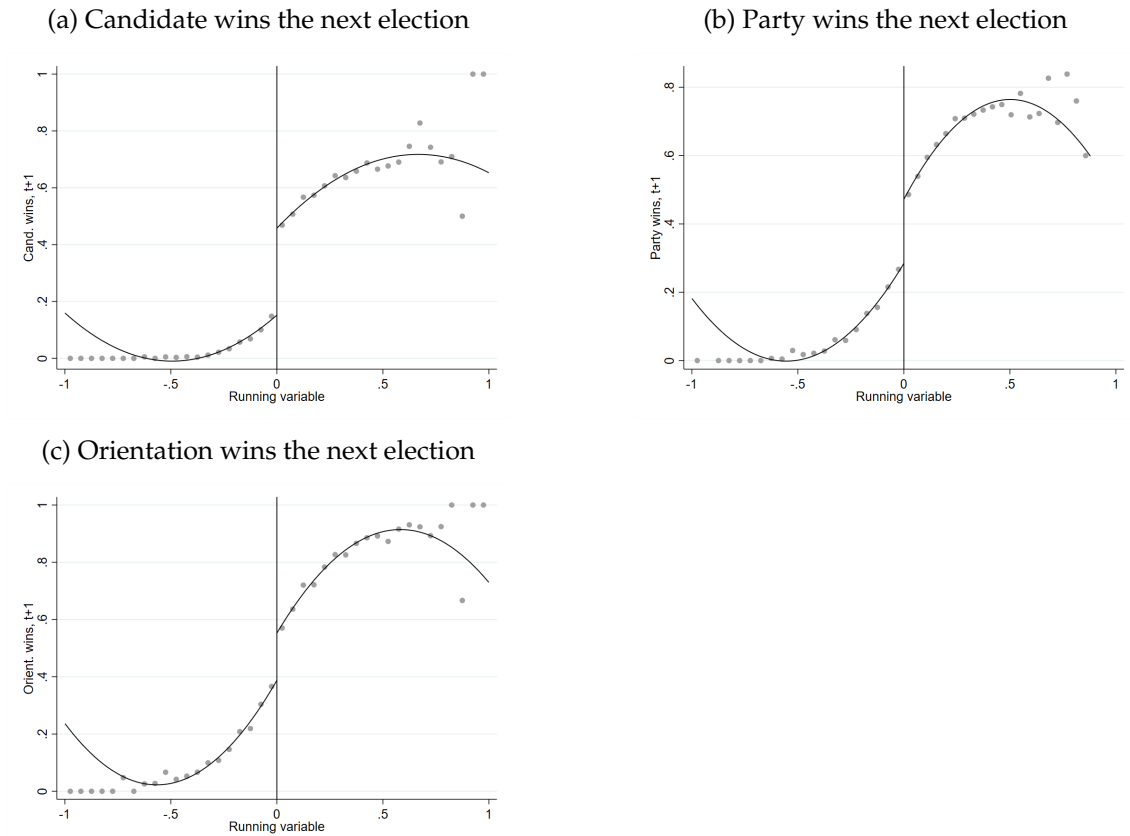 (a) Candidate wins the next election
Cand. wins, t+1
1
.8
.6
.4
.2
0
-1 -.5 0 .5 1
Running variable
(b) Party wins the next election
Party wins, t+1
.8
.6
.4
.2
0
-1 -.5 0 .5 1
Running variable
(c) Orientation wins the next election
Orient. wins, t+1
1
.8
.6
.4
.2
0
-1 -.5 0 .5 1
Running variable